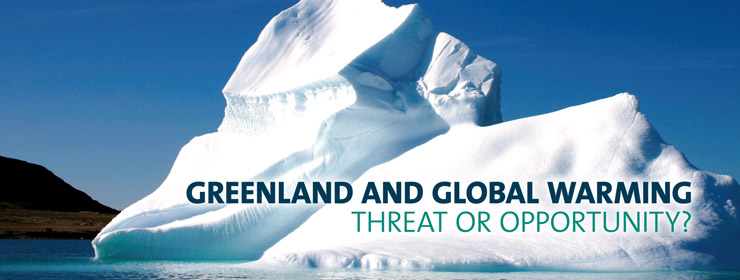 GREENLAND AND GLOBAL WARMING
THREAT OR OPPORTUNITY?